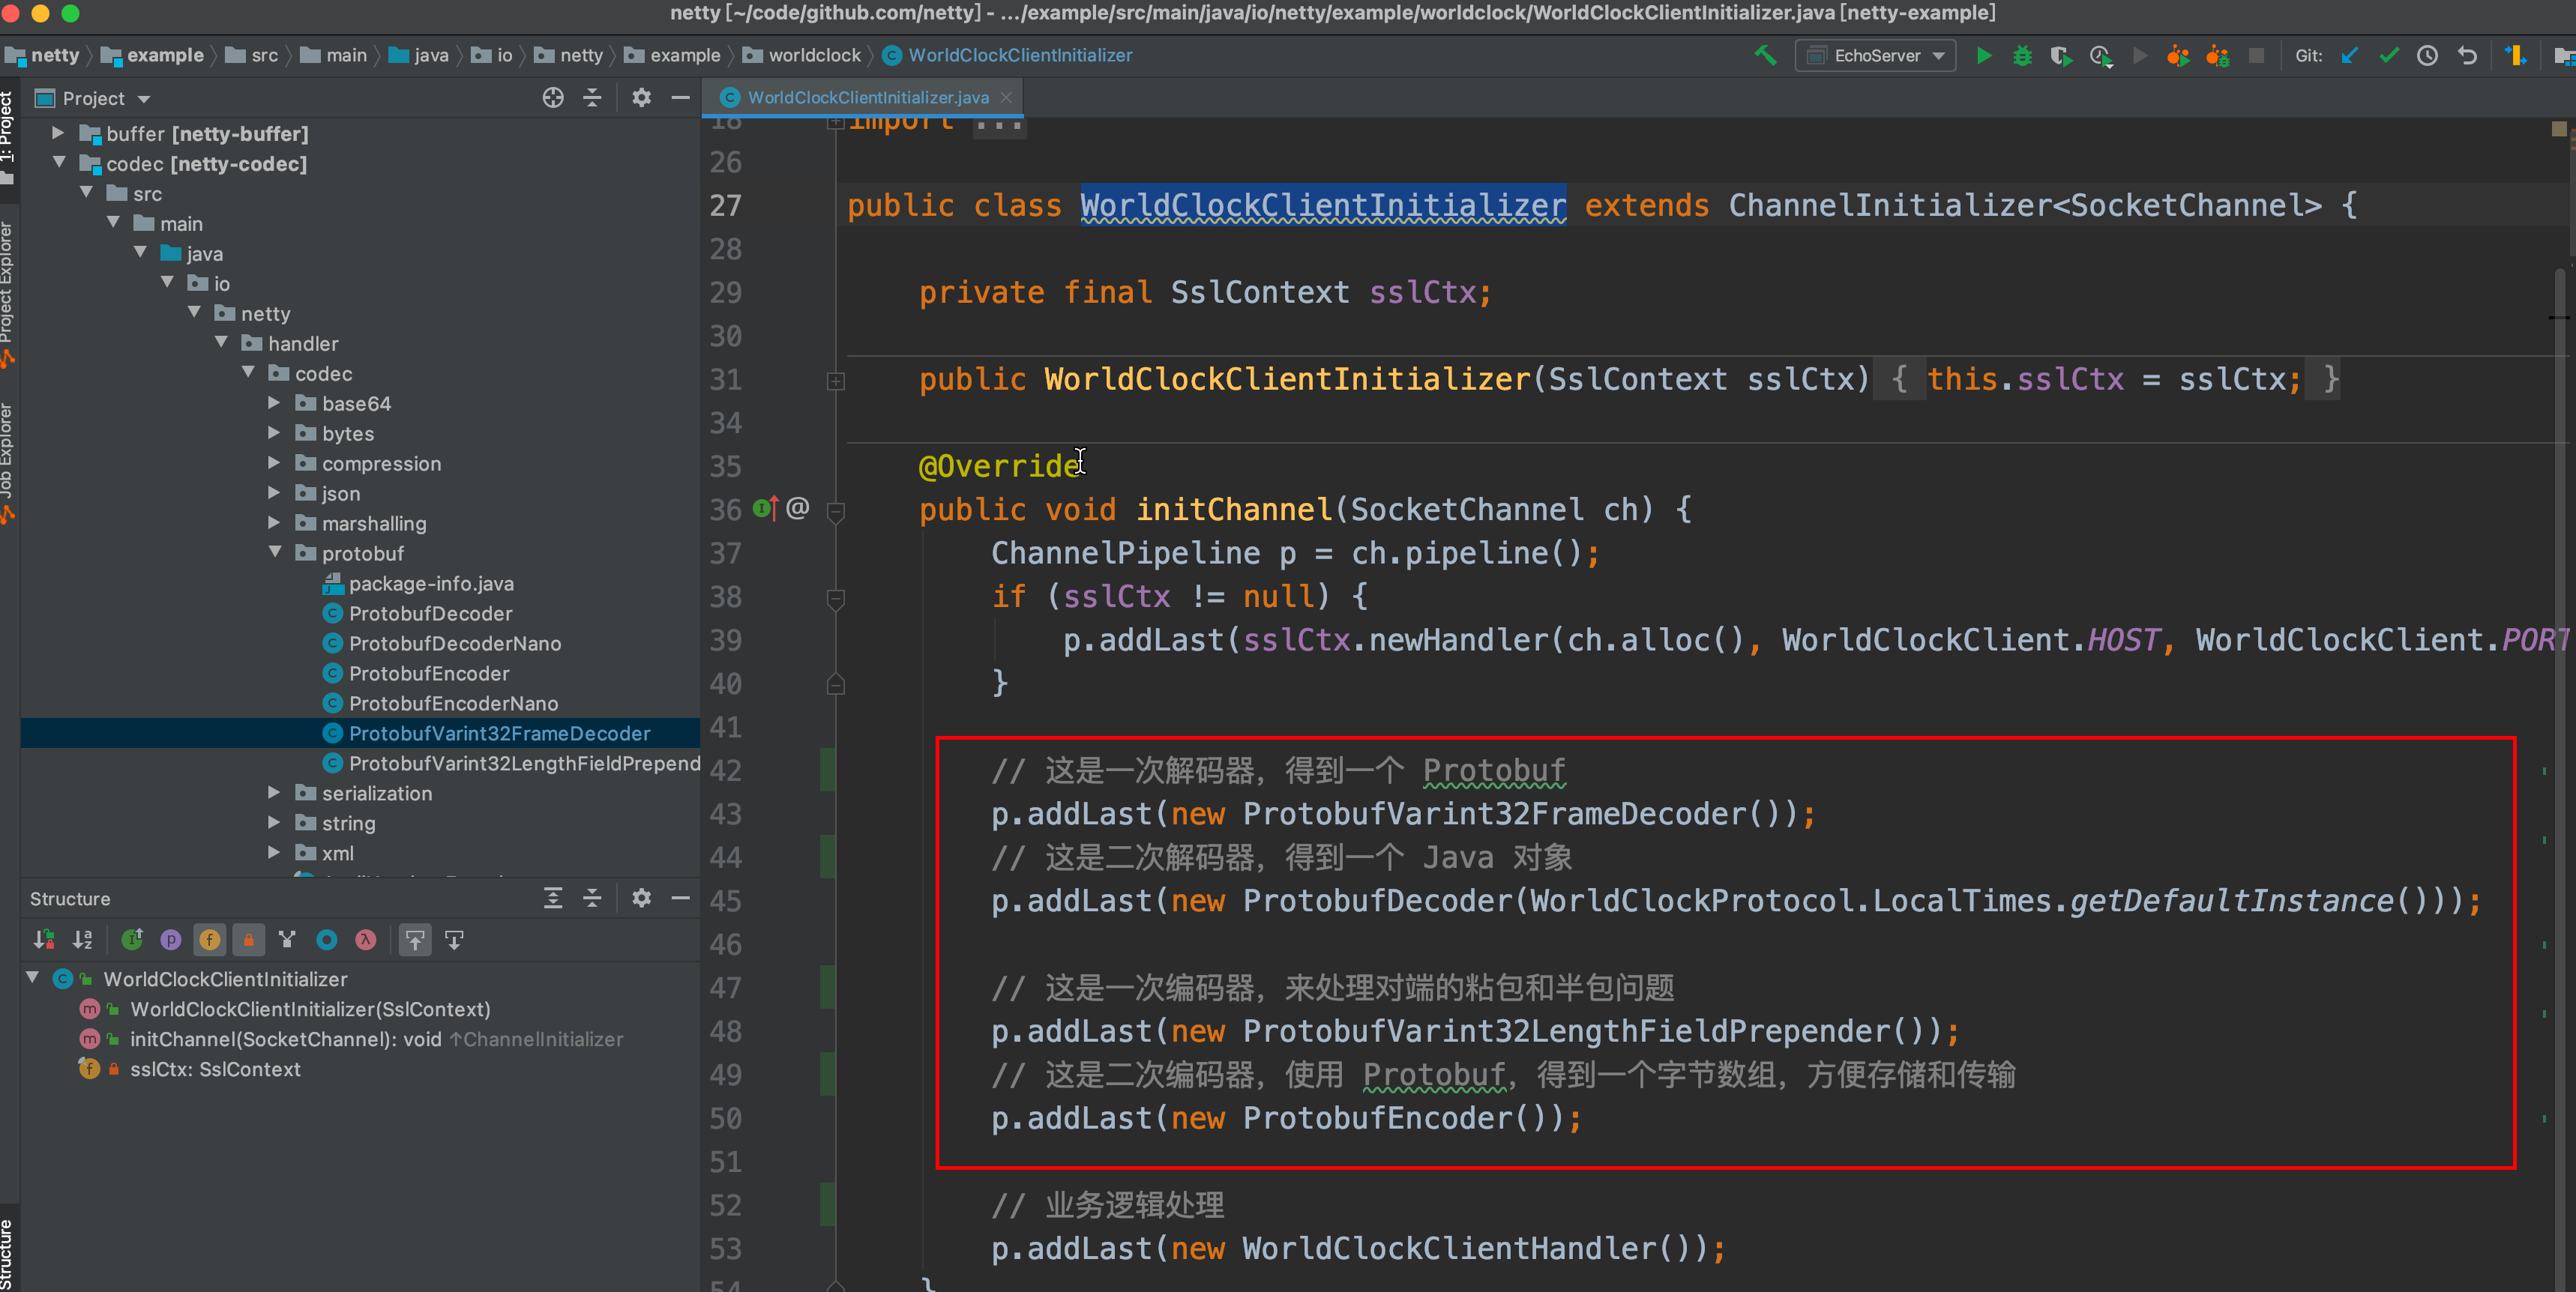 netty [~/code/github.com/netty] - .../example/src/main/java/io/netty/example/worldclock/WorldClockClientInitializer.java [netty-example]
netty example src main java io netty example worldclock WorldClockClientInitializer EchoServer Git:
1: Project
Project Explorer
Job Explorer
Structure
Project
buffer [netty-buffer]
codec [netty-codec]
src
main
java
io
netty
handler
codec
base64
bytes
compression
json
marshalling
protobuf
package-info.java
ProtobufDecoder
ProtobufDecoderNano
ProtobufEncoder
ProtobufEncoderNano
ProtobufVarint32FrameDecoder
ProtobufVarint32LengthFieldPrepend
serialization
string
xml
Structure
WorldClockClientInitializer
WorldClockClientInitializer(SslContext)
initChannel(SocketChannel): void ↑ChannelInitializer
sslCtx: SslContext
WorldClockClientInitializer.java
18 import ...
26
27 public class WorldClockClientInitializer extends ChannelInitializer<SocketChannel> {
28
29 private final SslContext sslCtx;
30
31 public WorldClockClientInitializer(SslContext sslCtx) { this.sslCtx = sslCtx; }
34
35 @Override
36 public void initChannel(SocketChannel ch) {
37 ChannelPipeline p = ch.pipeline();
38 if (sslCtx != null) {
39 p.addLast(sslCtx.newHandler(ch.alloc(), WorldClockClient.HOST, WorldClockClient.PORT
40 }
41
42 // 这是一次解码器，得到一个 Protobuf
43 p.addLast(new ProtobufVarint32FrameDecoder());
44 // 这是二次解码器，得到一个 Java 对象
45 p.addLast(new ProtobufDecoder(WorldClockProtocol.LocalTimes.getDefaultInstance()));
46
47 // 这是一次编码器，来处理对端的粘包和半包问题
48 p.addLast(new ProtobufVarint32LengthFieldPrepender());
49 // 这是二次编码器，使用 Protobuf，得到一个字节数组，方便存储和传输
50 p.addLast(new ProtobufEncoder());
51
52 // 业务逻辑处理
53 p.addLast(new WorldClockClientHandler());
54 }